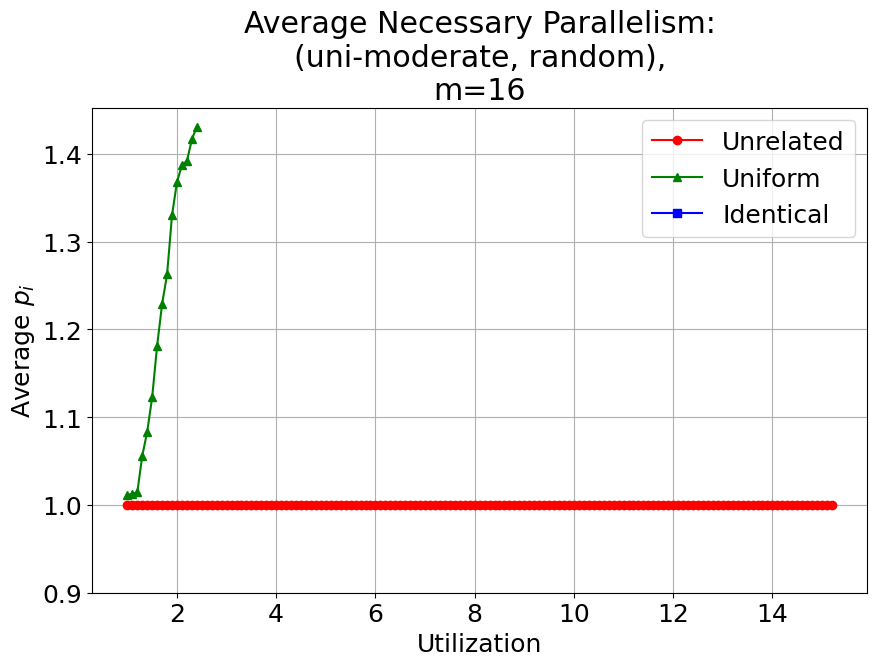 Average Necessary Parallelism:
(uni-moderate, random),
m=16
Unrelated
Uniform
Identical
1.4
1.3
1.2
1.1
1.0
0.9
Average $p_i$
2 4 6 8 10 12 14
Utilization